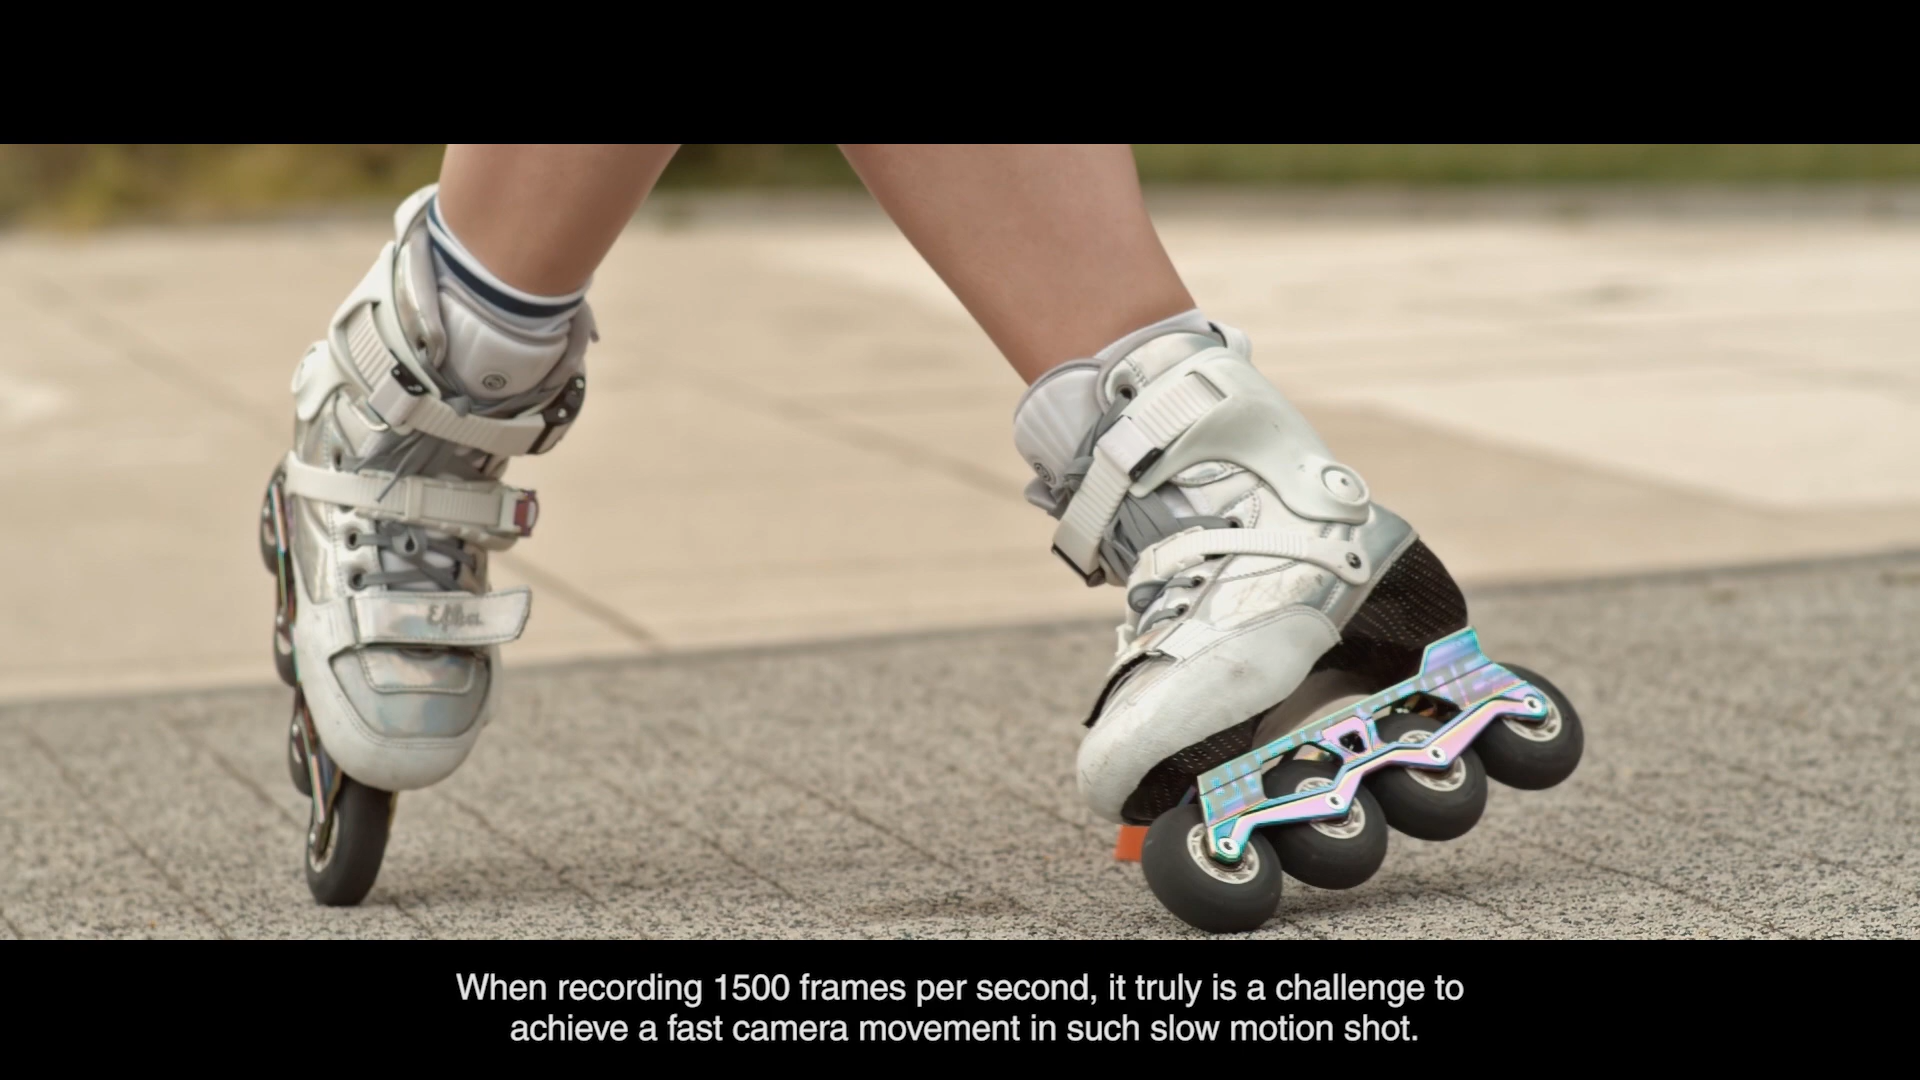 When recording 1500 frames per second, it truly is a challenge to
achieve a fast camera movement in such slow motion shot.